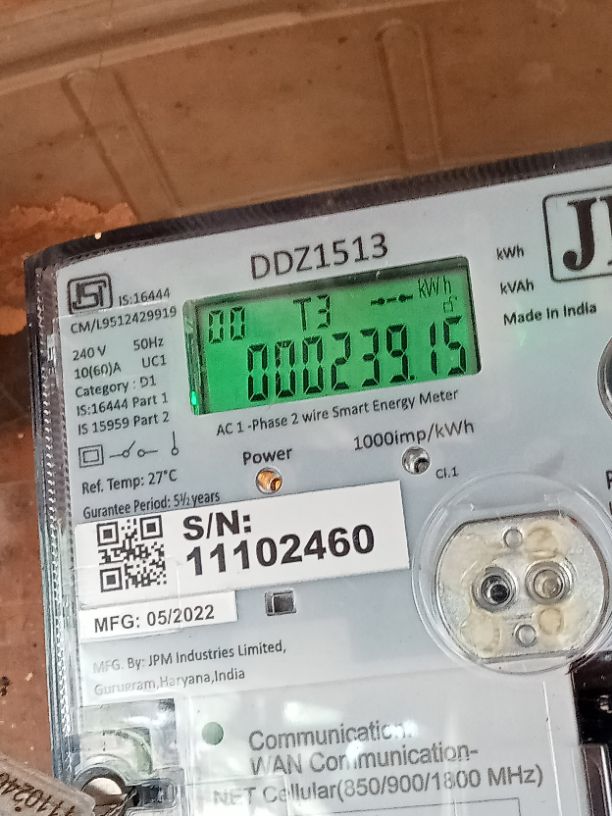 DDZ1513
IS:16444
CM/L9512429919
240 V 50Hz
10(60)A UC1
Category : D1
IS:16444 Part 1
IS 15959 Part 2
Ref. Temp: 27°C
Gurantee Period: 5½ years
00 T3 kWh
000239.15
kWh
kVAh
Made in India
AC 1 -Phase 2 wire Smart Energy Meter
Power
1000imp/kWh
Cl.1
S/N:
11102460
MFG: 05/2022
MFG. By: JPM Industries Limited,
Gurugram,Haryana,India
Communication:
WAN Communication-
NET Cellular(850/900/1800 MHz)